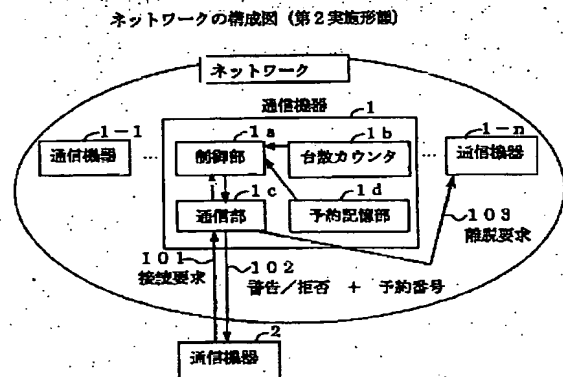 ネットワークの構成図(第2実施形態)
ネットワーク
通信機器 1
1-1 通信機器
…
1a 制御部
1b 台数カウンタ
…
1-n 通信機器
1c 通信部
1d 予約記憶部
103
離脱要求
101
接続要求
102
警告/拒否 + 予約番号
2
通信機器